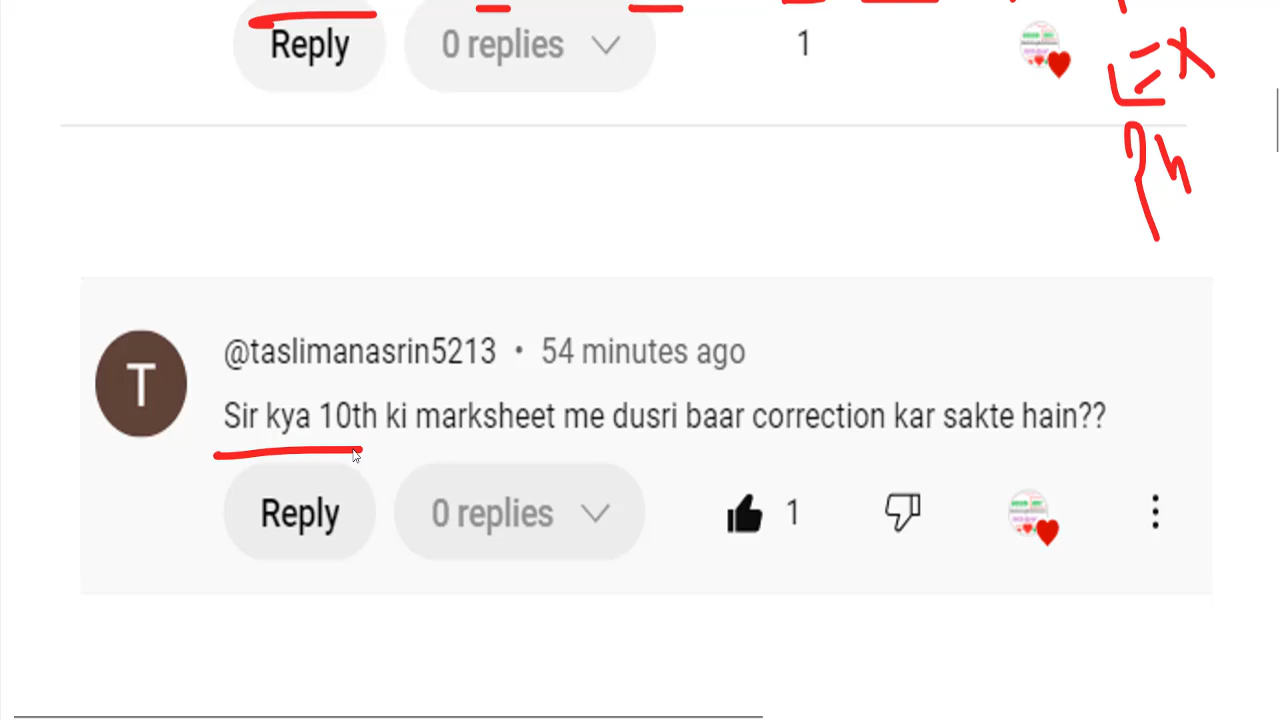 Reply 0 replies 1
@taslimanasrin5213 • 54 minutes ago
Sir kya 10th ki marksheet me dusri baar correction kar sakte hain??
Reply 0 replies 1
T